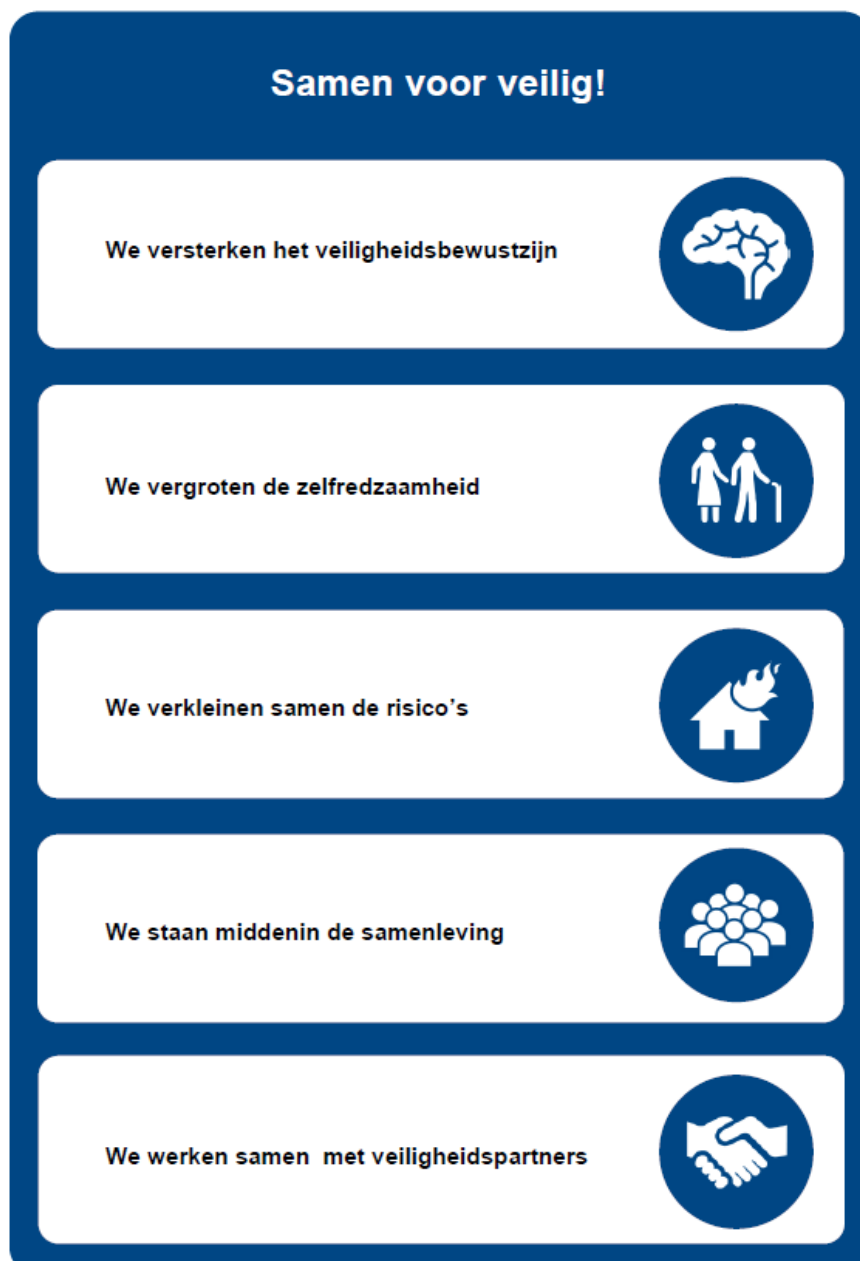 Samen voor veilig!
We versterken het veiligheidsbewustzijn
We vergroten de zelfredzaamheid
We verkleinen samen de risico’s
We staan middenin de samenleving
We werken samen  met veiligheidspartners